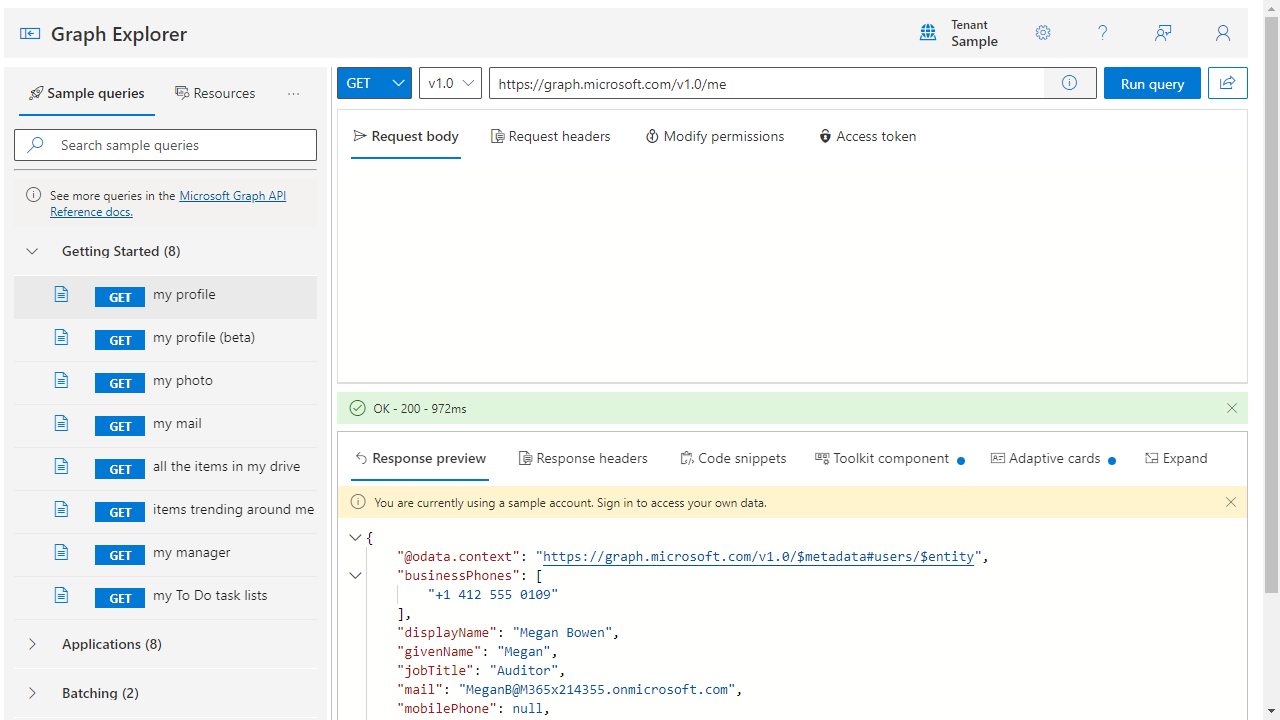 Graph Explorer
Tenant
Sample
Sample queries
Resources
Search sample queries
See more queries in the Microsoft Graph API
Reference docs.
Getting Started (8)
GET my profile
GET my profile (beta)
GET my photo
GET my mail
GET all the items in my drive
GET items trending around me
GET my manager
GET my To Do task lists
Applications (8)
Batching (2)
GET
v1.0
https://graph.microsoft.com/v1.0/me
Run query
Request body
Request headers
Modify permissions
Access token
OK - 200 - 972ms
Response preview
Response headers
Code snippets
Toolkit component
Adaptive cards
Expand
You are currently using a sample account. Sign in to access your own data.
{
"@odata.context": "https://graph.microsoft.com/v1.0/$metadata#users/$entity",
"businessPhones": [
"+1 412 555 0109"
],
"displayName": "Megan Bowen",
"givenName": "Megan",
"jobTitle": "Auditor",
"mail": "MeganB@M365x214355.onmicrosoft.com",
"mobilePhone": null,